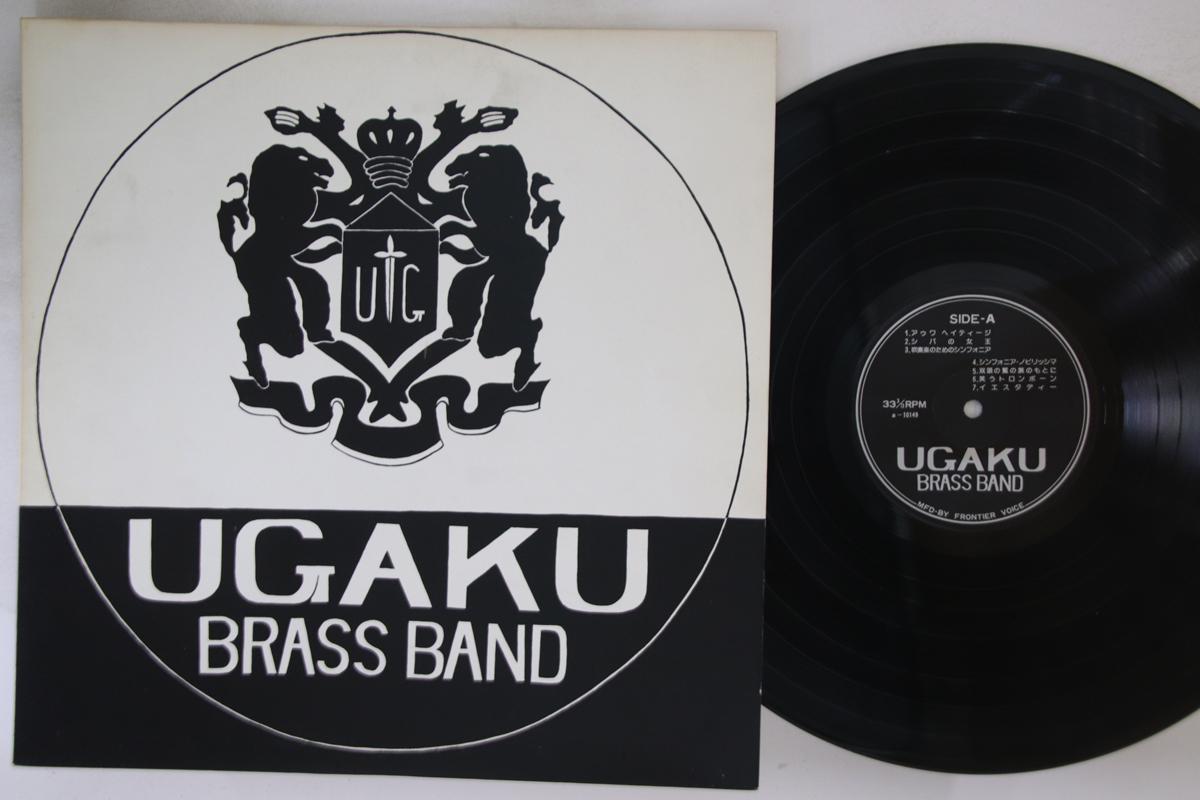 UG
UGAKU
BRASS BAND
SIDE-A
1.アゥワ ヘイティージ
2.シバの女王
3.吹奏楽のためのシンフォニア
4.シンフォニア・ノビリッシマ
5.双頭の鷲の旗のもとに
6.笑うトロンボーン
7.イエスタディー
33⅓RPM
a-10149
UGAKU
BRASS BAND
MFD-BY FRONTIER VOICE